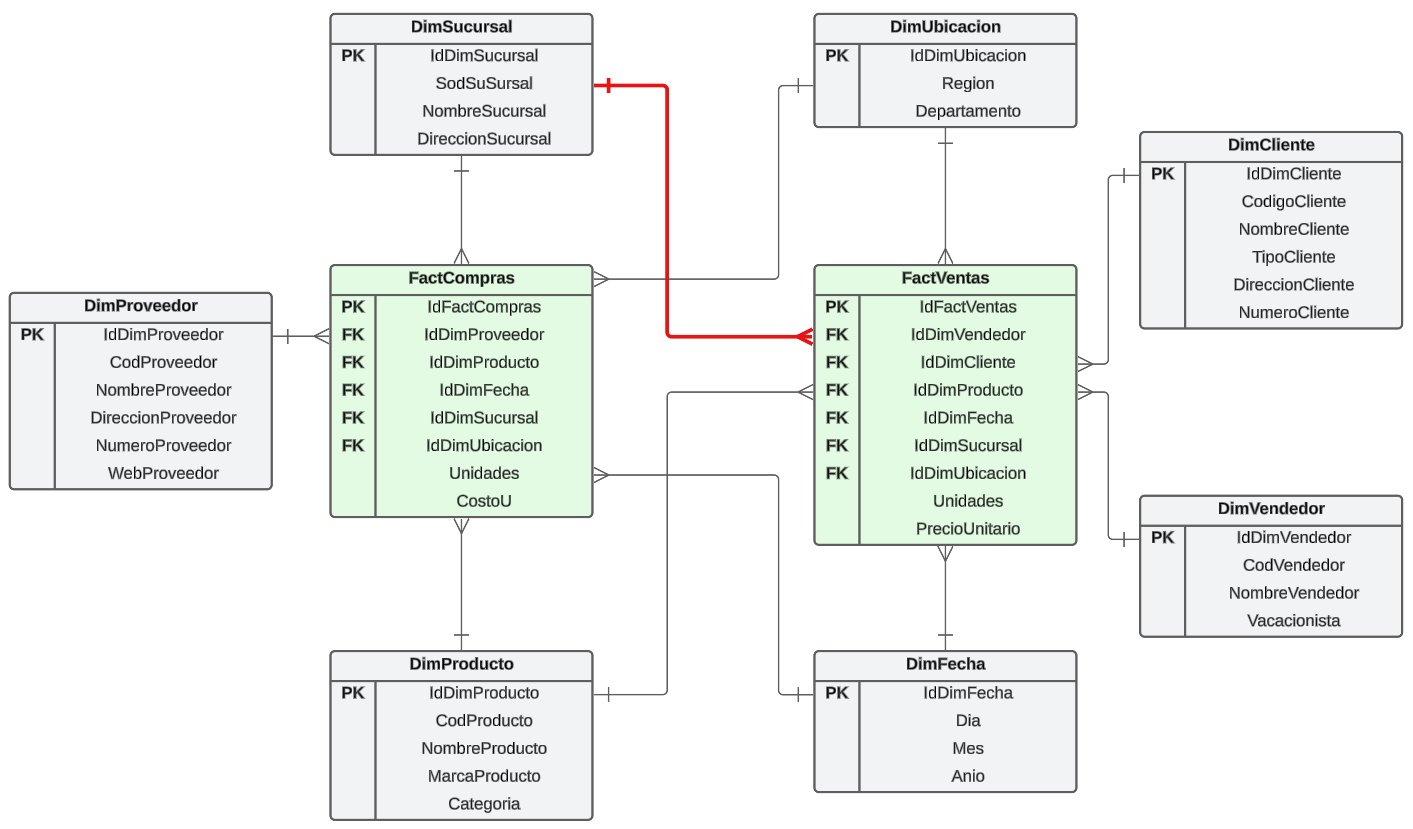 DimSucursal
PK IdDimSucursal
SodSuSursal
NombreSucursal
DireccionSucursal
DimUbicacion
PK IdDimUbicacion
Region
Departamento
DimCliente
PK IdDimCliente
CodigoCliente
NombreCliente
TipoCliente
DireccionCliente
NumeroCliente
DimProveedor
PK IdDimProveedor
CodProveedor
NombreProveedor
DireccionProveedor
NumeroProveedor
WebProveedor
FactCompras
PK IdFactCompras
FK IdDimProveedor
FK IdDimProducto
FK IdDimFecha
FK IdDimSucursal
FK IdDimUbicacion
Unidades
CostoU
FactVentas
PK IdFactVentas
FK IdDimVendedor
FK IdDimCliente
FK IdDimProducto
FK IdDimFecha
FK IdDimSucursal
FK IdDimUbicacion
Unidades
PrecioUnitario
DimVendedor
PK IdDimVendedor
CodVendedor
NombreVendedor
Vacacionista
DimProducto
PK IdDimProducto
CodProducto
NombreProducto
MarcaProducto
Categoria
DimFecha
PK IdDimFecha
Dia
Mes
Anio